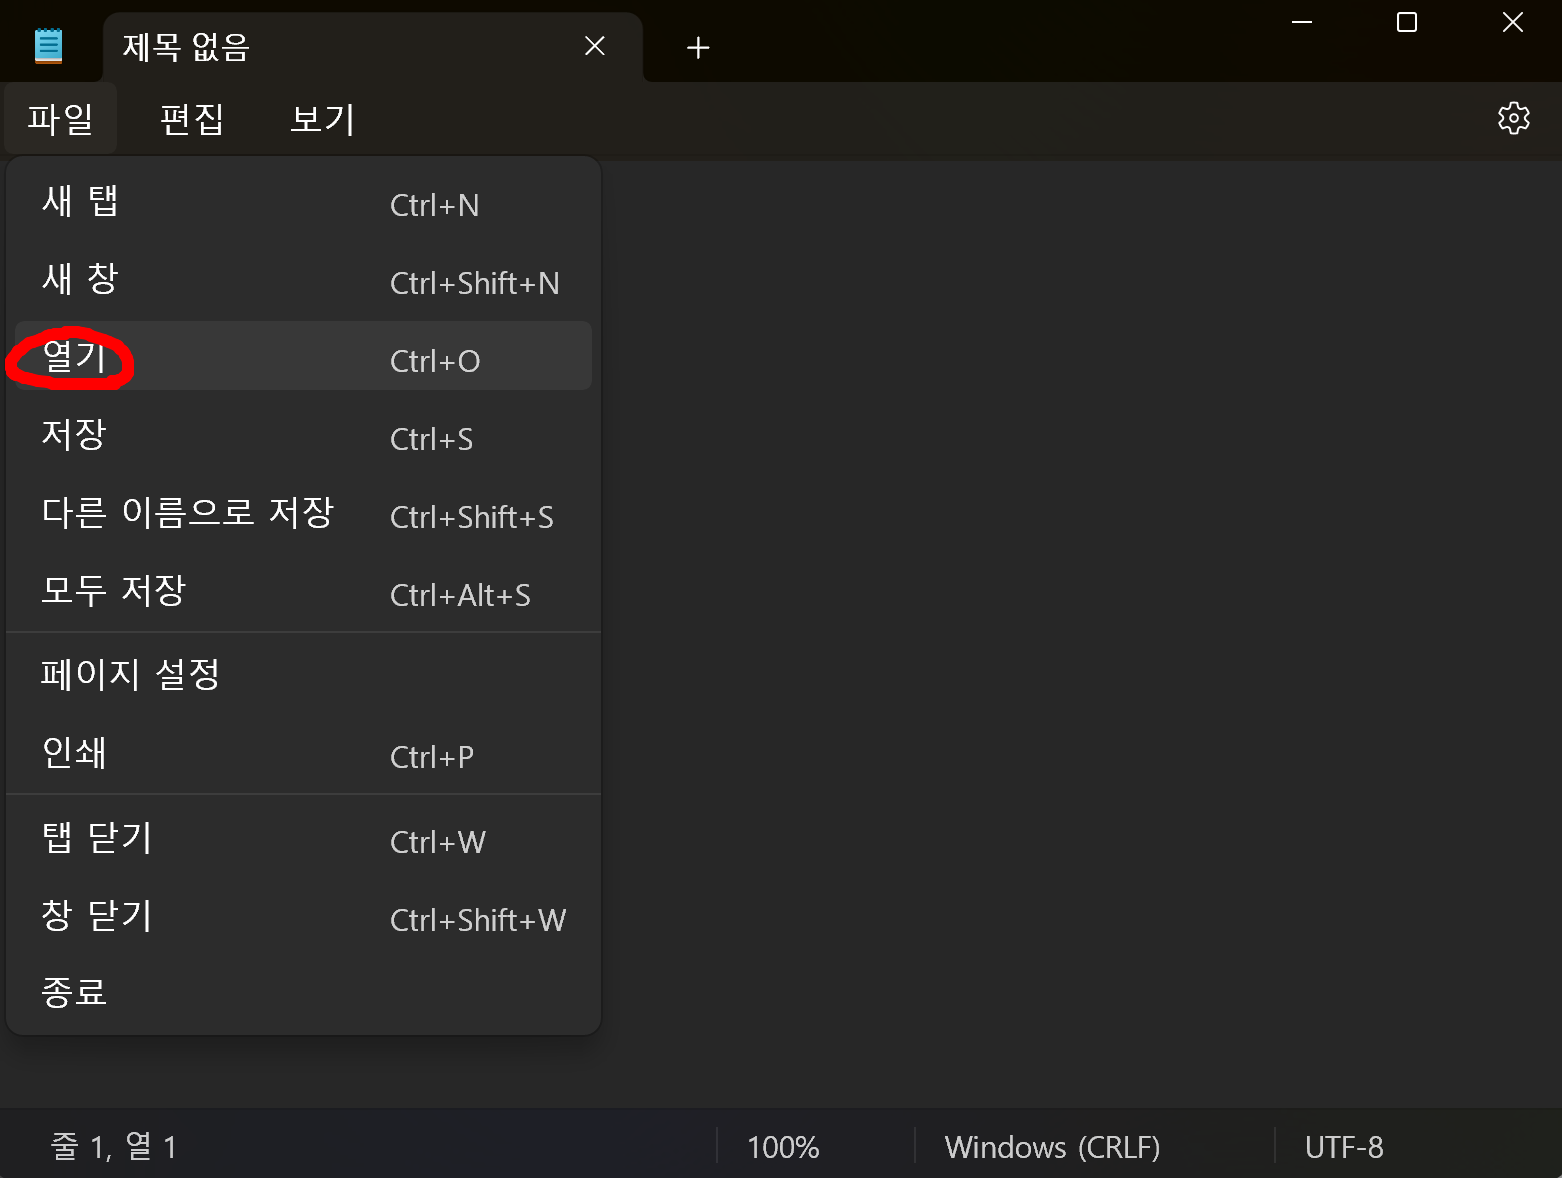 제목 없음
파일 편집 보기
새 탭 Ctrl+N
새 창 Ctrl+Shift+N
열기 Ctrl+O
저장 Ctrl+S
다른 이름으로 저장 Ctrl+Shift+S
모두 저장 Ctrl+Alt+S
페이지 설정
인쇄 Ctrl+P
탭 닫기 Ctrl+W
창 닫기 Ctrl+Shift+W
종료
줄 1, 열 1 100% Windows (CRLF) UTF-8